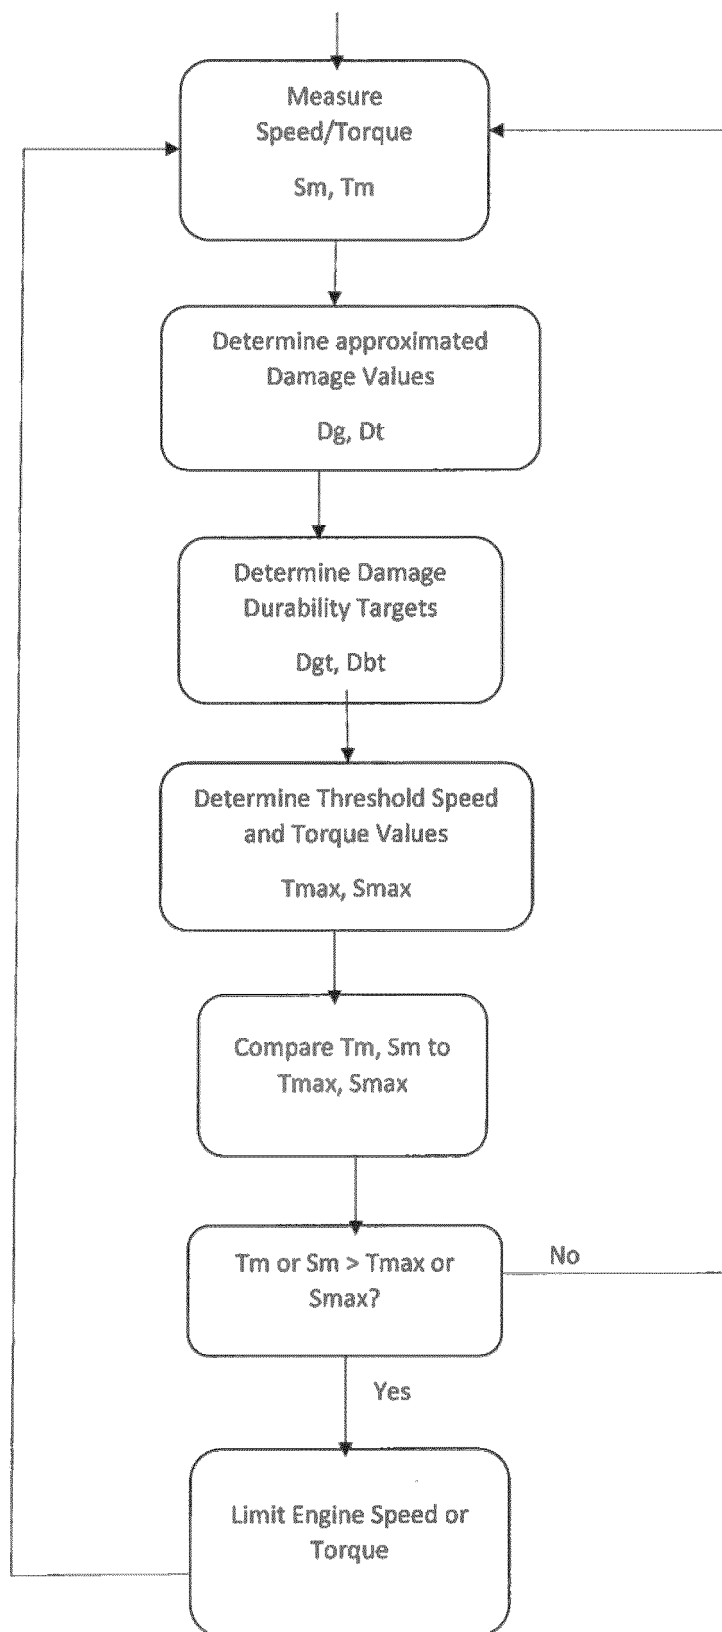 Measure
Speed/Torque
Sm, Tm
Determine approximated
Damage Values
Dg, Dt
Determine Damage
Durability Targets
Dgt, Dbt
Determine Threshold Speed
and Torque Values
Tmax, Smax
Compare Tm, Sm to
Tmax, Smax
Tm or Sm > Tmax or
Smax?
No
Yes
Limit Engine Speed or
Torque